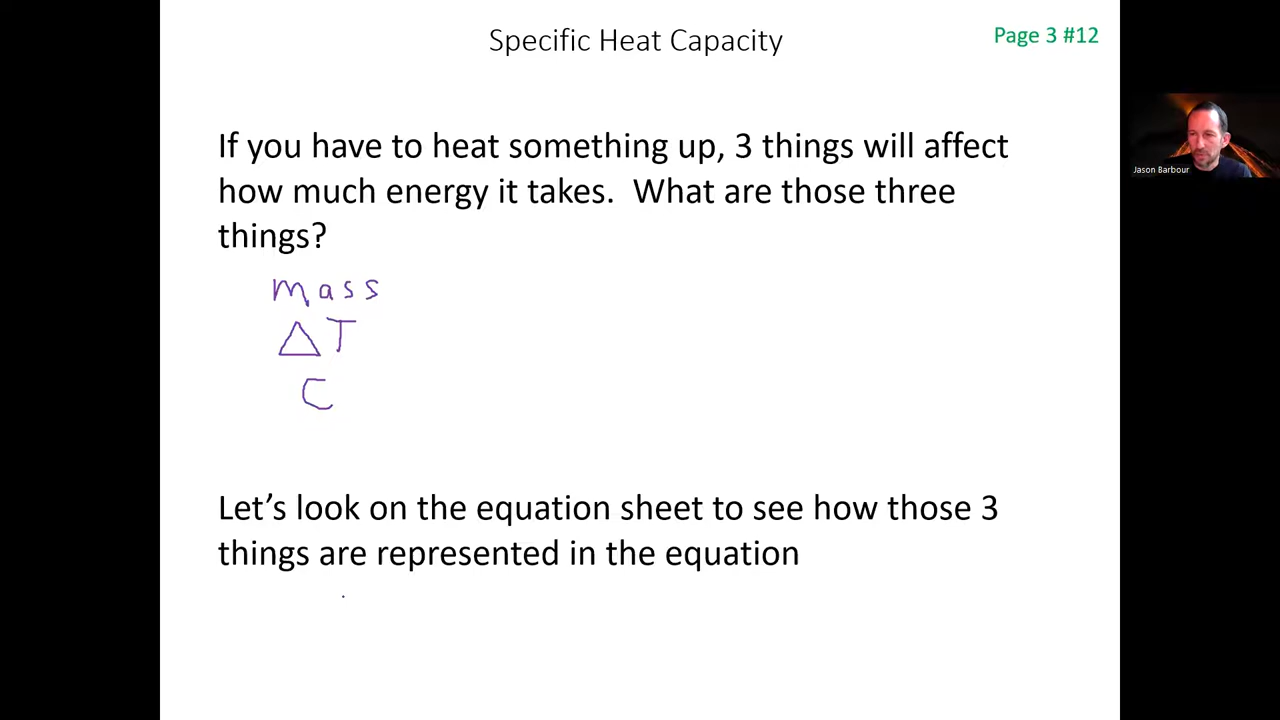 Specific Heat Capacity
Page 3 #12
If you have to heat something up, 3 things will affect
how much energy it takes.  What are those three
things?
mass
ΔT
C
Let’s look on the equation sheet to see how those 3
things are represented in the equation
Jason Barbour